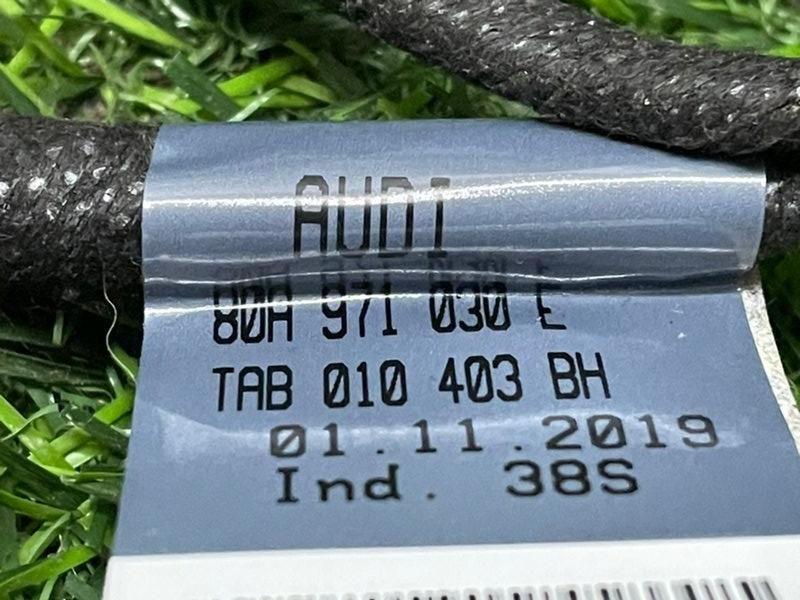 AUDI
80A 971 030 E
TAB 010 403 BH
01.11.2019
Ind. 38S